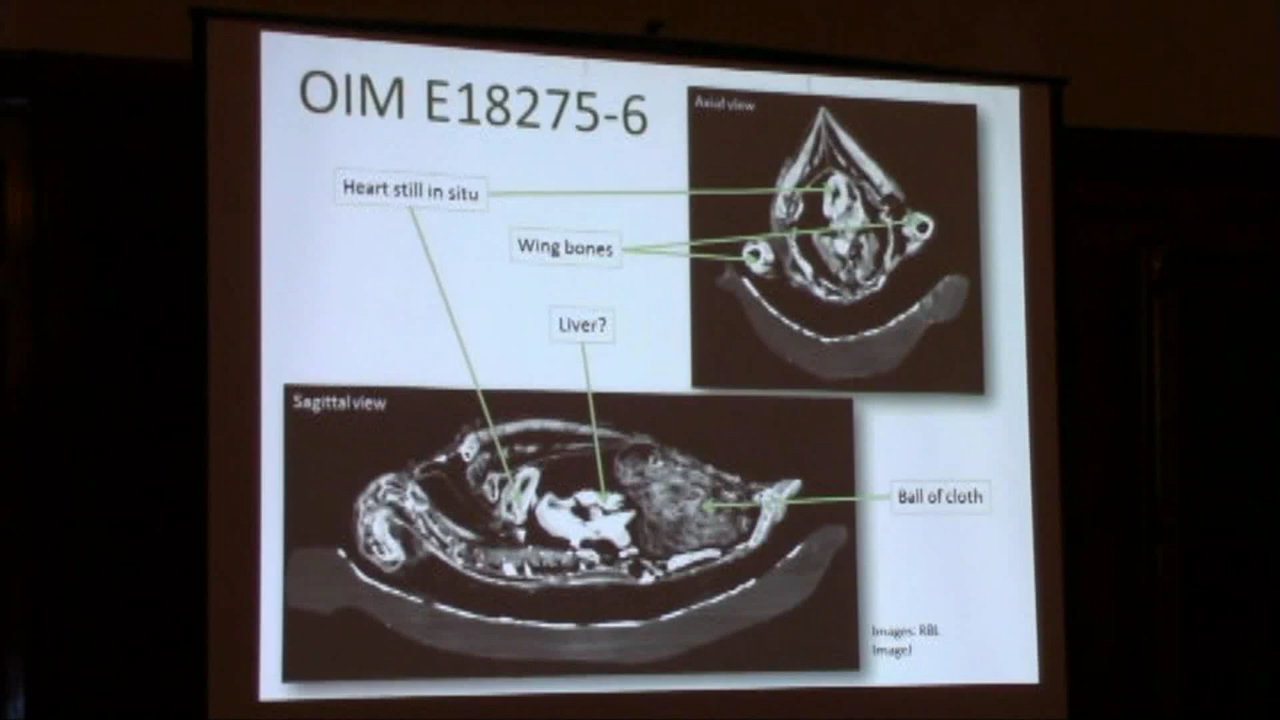 OIM E18275-6
Axial view
Heart still in situ
Wing bones
Liver?
Sagittal view
Ball of cloth
Images: RBL
ImageJ